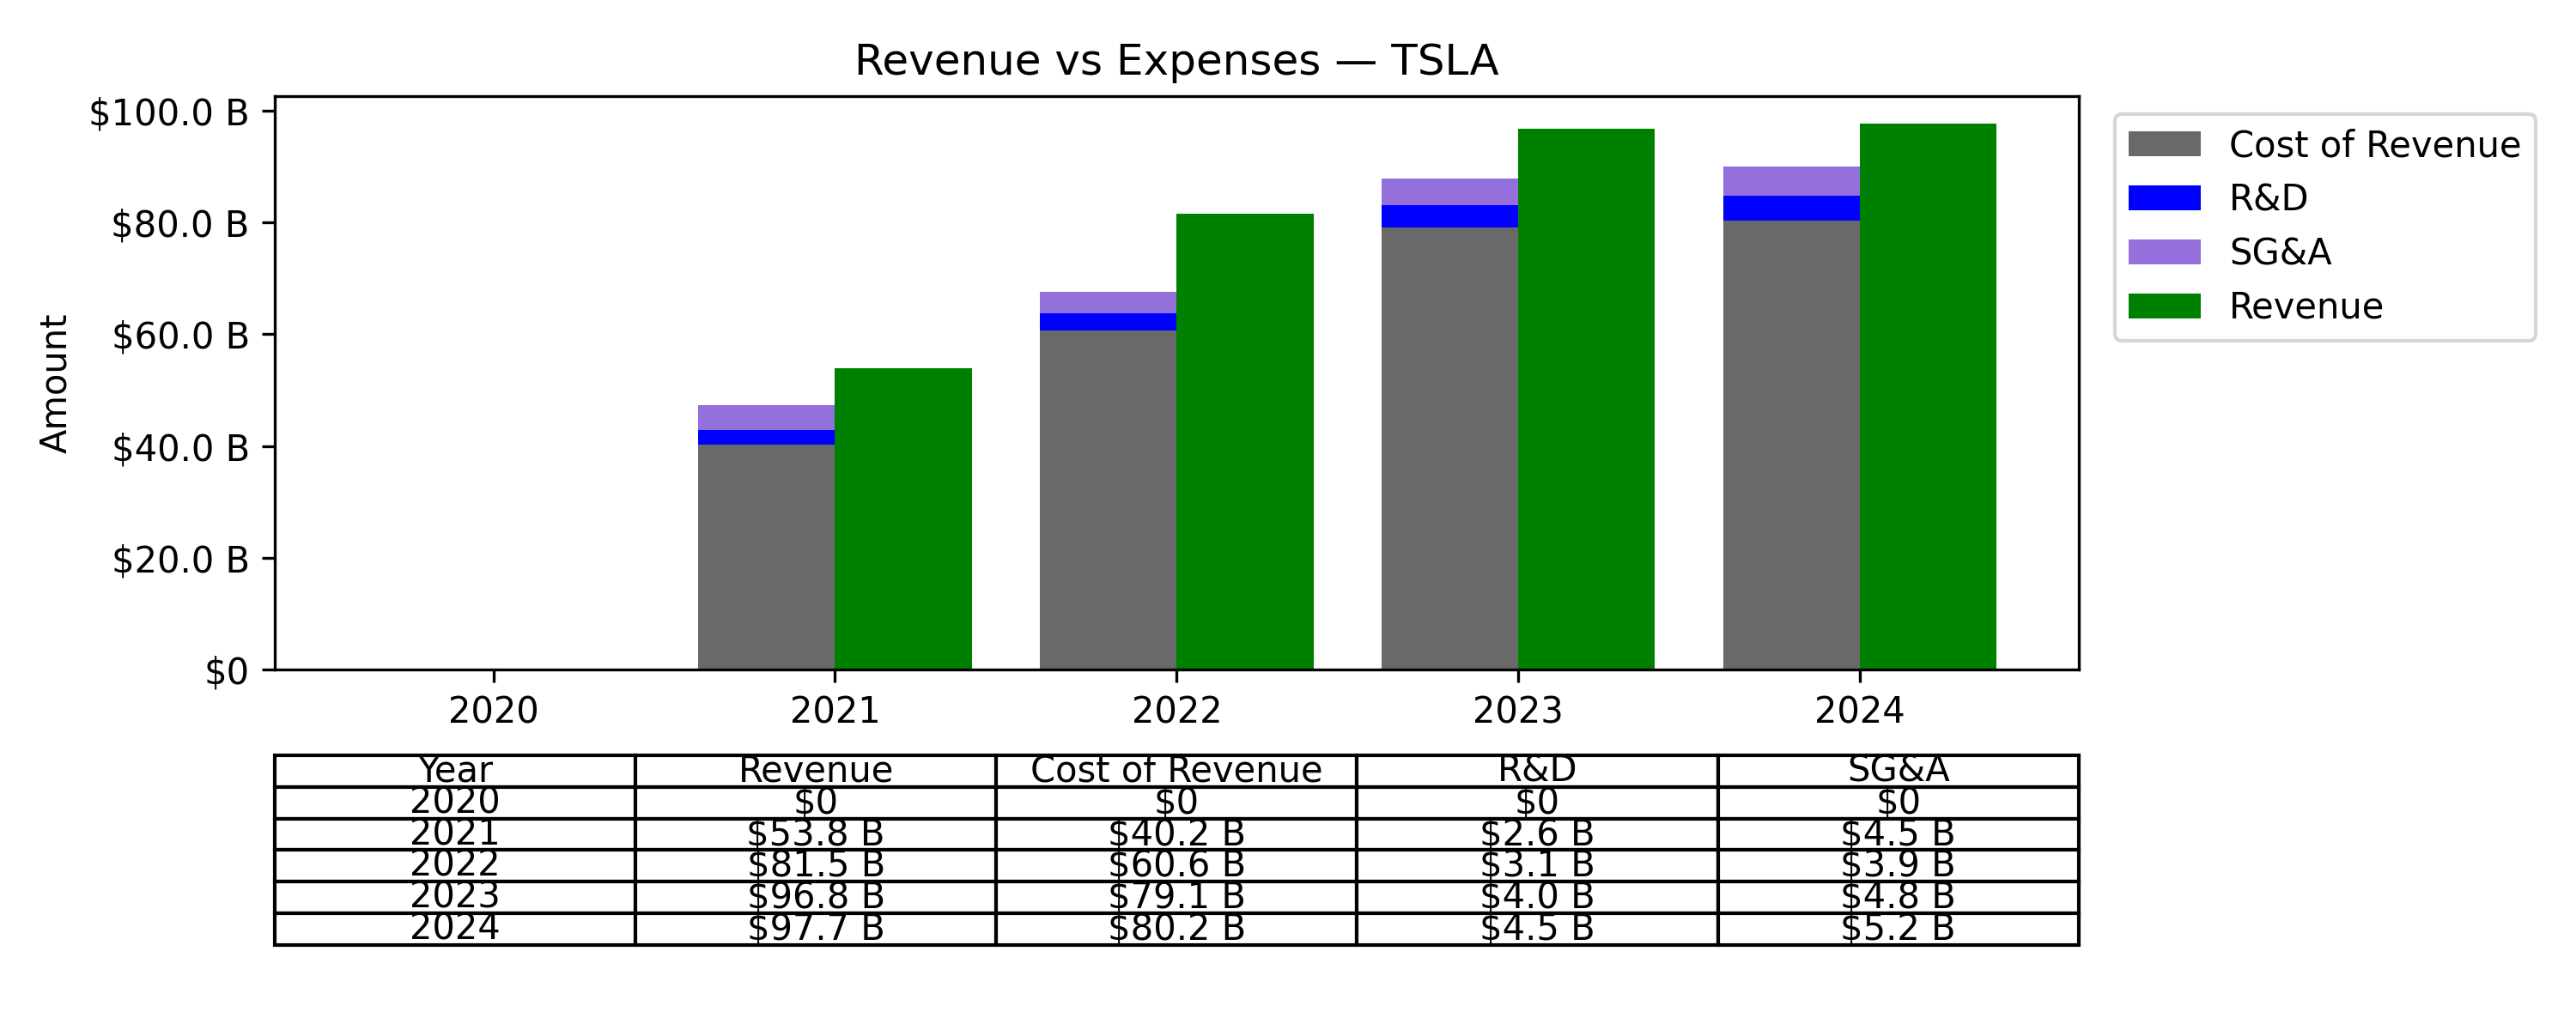 Revenue vs Expenses — TSLA
$100.0 B
$80.0 B
$60.0 B
$40.0 B
$20.0 B
$0
Amount
2020 2021 2022 2023 2024
Cost of Revenue
R&D
SG&A
Revenue
Year Revenue Cost of Revenue R&D SG&A
2020 $0 $0 $0 $0
2021 $53.8 B $40.2 B $2.6 B $4.5 B
2022 $81.5 B $60.6 B $3.1 B $3.9 B
2023 $96.8 B $79.1 B $4.0 B $4.8 B
2024 $97.7 B $80.2 B $4.5 B $5.2 B